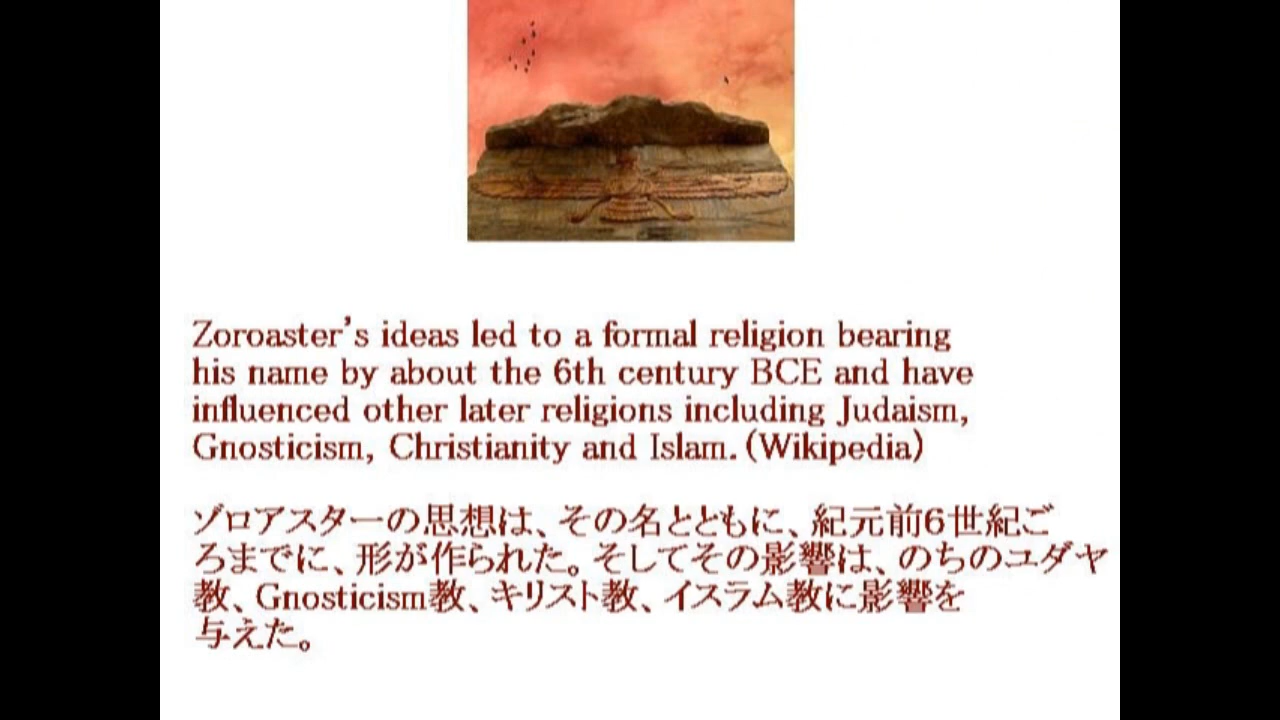 Zoroaster's ideas led to a formal religion bearing
his name by about the 6th century BCE and have
influenced other later religions including Judaism,
Gnosticism, Christianity and Islam. (Wikipedia)
ゾロアスターの思想は、その名とともに、紀元前6世紀ご
ろまでに、形が作られた。そしてその影響は、のちのユダヤ
教、Gnosticism教、キリスト教、イスラム教に影響を
与えた。